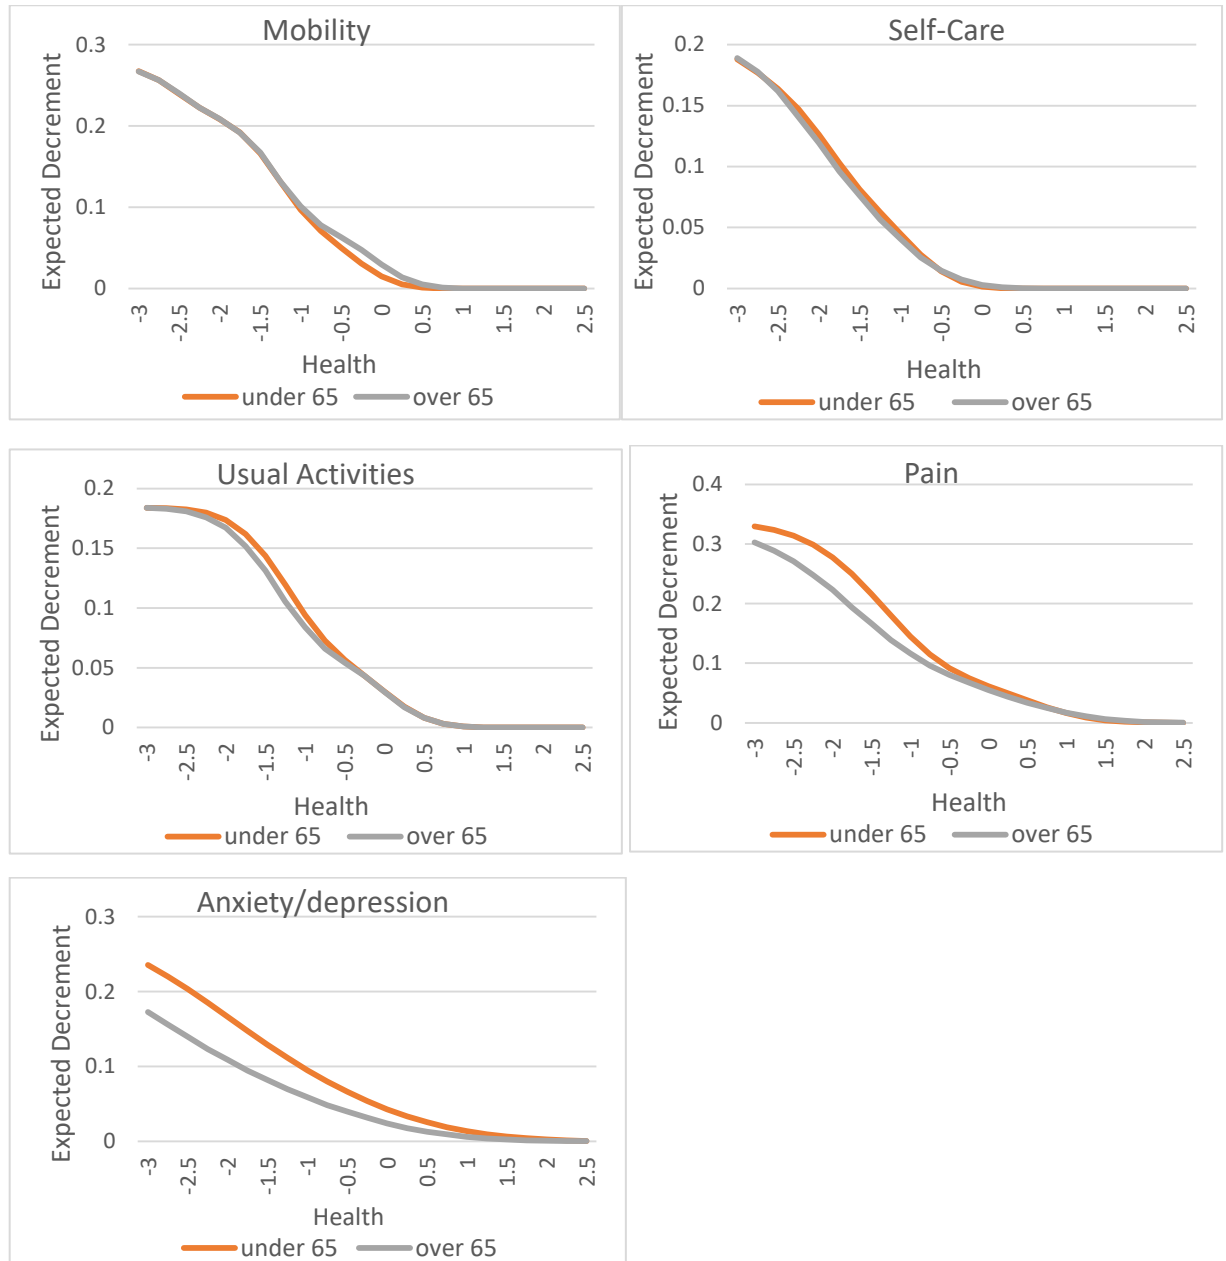 Mobility
Expected Decrement
0.3
0.2
0.1
0
-3 -2.5 -2 -1.5 -1 -0.5 0 0.5 1 1.5 2 2.5
Health
under 65 over 65
Self-Care
Expected Decrement
0.2
0.15
0.1
0.05
0
-3 -2.5 -2 -1.5 -1 -0.5 0 0.5 1 1.5 2 2.5
Health
under 65 over 65
Usual Activities
Expected Decrement
0.2
0.15
0.1
0.05
0
-3 -2.5 -2 -1.5 -1 -0.5 0 0.5 1 1.5 2 2.5
Health
under 65 over 65
Pain
Expected Decrement
0.4
0.3
0.2
0.1
0
-3 -2.5 -2 -1.5 -1 -0.5 0 0.5 1 1.5 2 2.5
Health
under 65 over 65
Anxiety/depression
Expected Decrement
0.3
0.2
0.1
0
-3 -2.5 -2 -1.5 -1 -0.5 0 0.5 1 1.5 2 2.5
Health
under 65 over 65